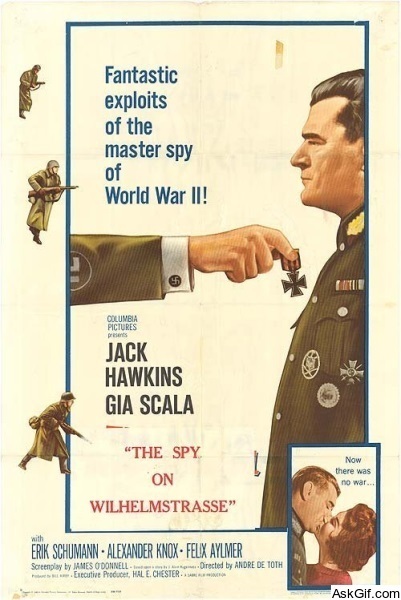 Fantastic
exploits
of the
master spy
of
World War II!
COLUMBIA
PICTURES
presents
JACK
HAWKINS
GIA SCALA
"THE SPY
ON
WILHELMSTRASSE"
Now
there was
no war...
with
ERIK SCHUMANN • ALEXANDER KNOX • FELIX AYLMER
Screenplay by JAMES O'DONNELL
Directed by ANDRE DE TOTH
Executive Producer, HAL E. CHESTER
AskGif.com